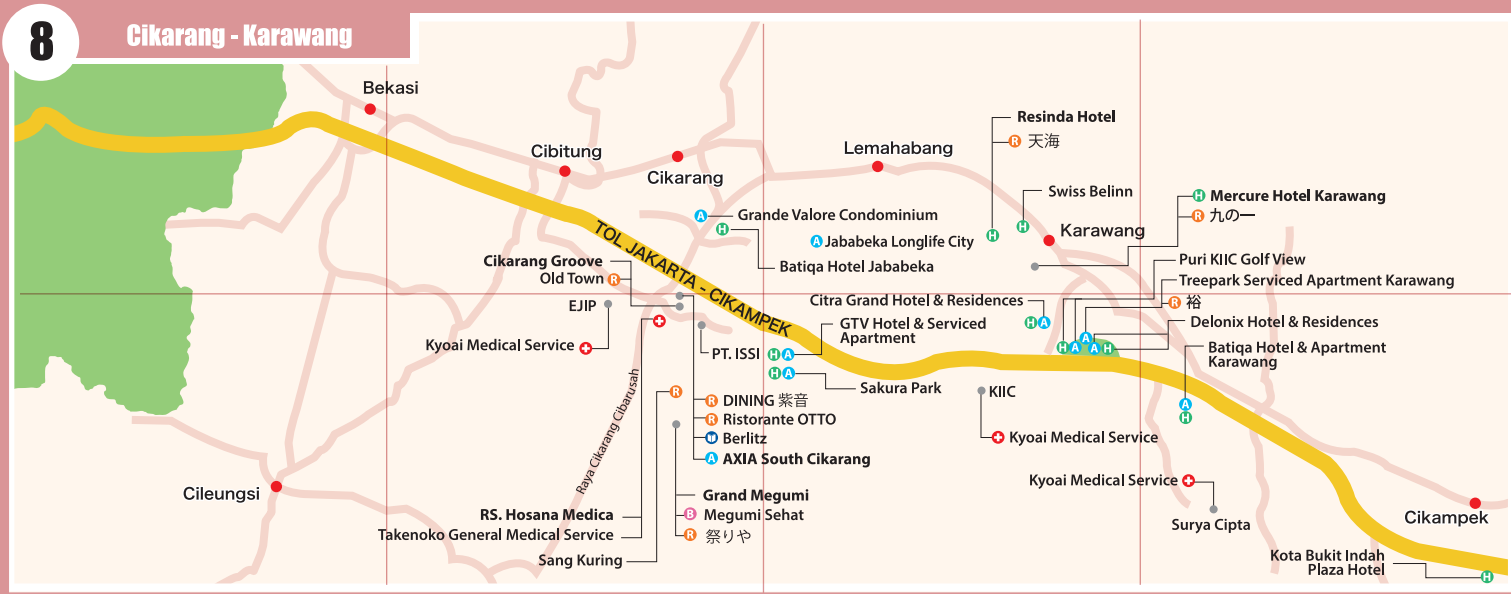 8
Cikarang - Karawang
Bekasi
Cibitung
Cikarang
Lemahabang
Resinda Hotel
R 天海
Swiss Belinn
H
H
Karawang
H Mercure Hotel Karawang
R 九の一
A Grande Valore Condominium
H
A Jababeka Longlife City
Batiqa Hotel Jababeka
TOL JAKARTA - CIKAMPEK
Cikarang Groove
Old Town R
EJIP
Kyoai Medical Service
Puri KIIC Golf View
Treepark Serviced Apartment Karawang
R 裕
Delonix Hotel & Residences
Batiqa Hotel & Apartment
Karawang
H A A A H
A
H
Citra Grand Hotel & Residences
H A
GTV Hotel & Serviced
Apartment
PT. ISSI H A
H A
Sakura Park
KIIC
Kyoai Medical Service
R
R DINING 紫音
R Ristorante OTTO
Berlitz
A AXIA South Cikarang
Raya Cikarang Cibarusah
Cileungsi
Grand Megumi
B Megumi Sehat
R 祭りや
RS. Hosana Medica
Takenoko General Medical Service
Sang Kuring
Kyoai Medical Service
Surya Cipta
Cikampek
Kota Bukit Indah
Plaza Hotel
H